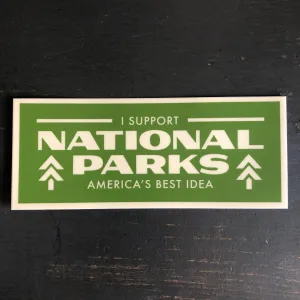 I SUPPORT
NATIONAL
PARKS
AMERICA'S BEST IDEA